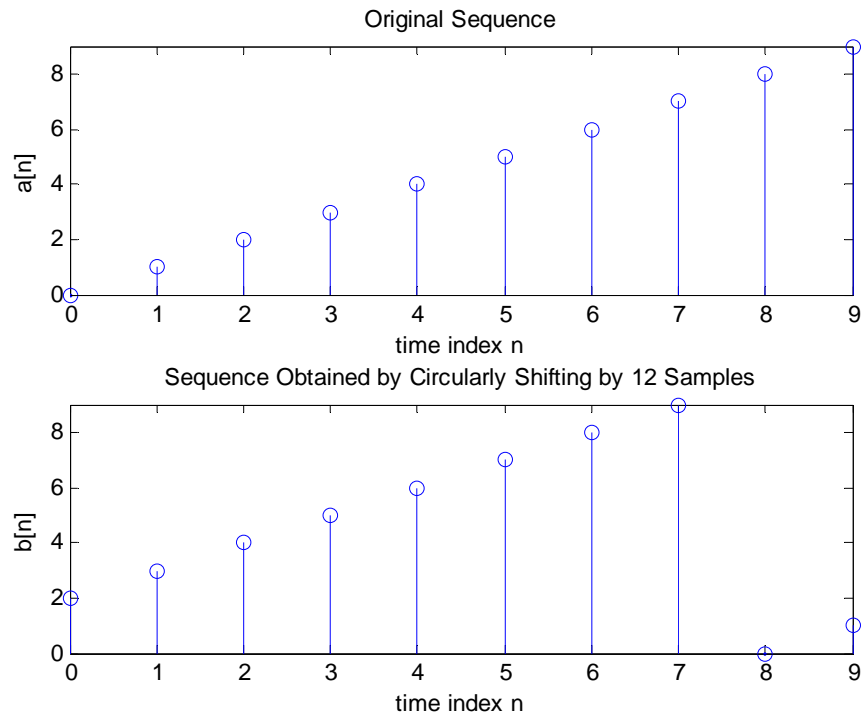 Original Sequence
8
6
4
2
0
a[n]
0 1 2 3 4 5 6 7 8 9
time index n
Sequence Obtained by Circularly Shifting by 12 Samples
8
6
4
2
0
b[n]
0 1 2 3 4 5 6 7 8 9
time index n